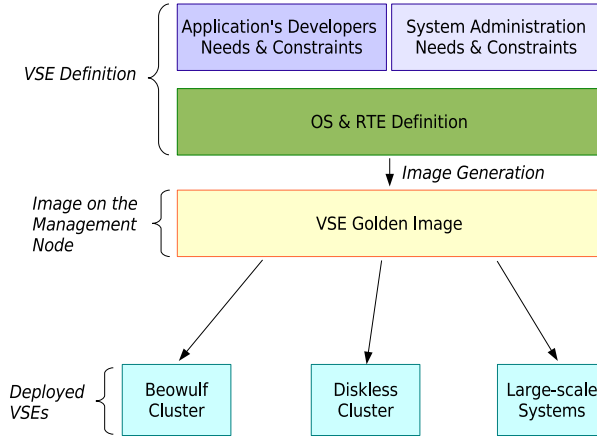 Application's Developers
Needs & Constraints
System Administration
Needs & Constraints
VSE Definition
OS & RTE Definition
Image Generation
Image on the
Management
Node
VSE Golden Image
Deployed
VSEs
Beowulf
Cluster
Diskless
Cluster
Large-scale
Systems